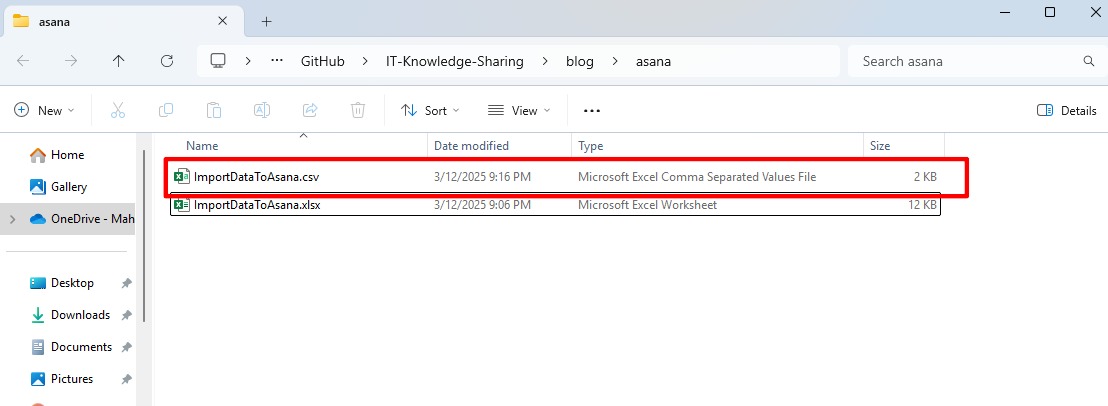 asana
··· GitHub IT-Knowledge-Sharing blog asana Search asana
New Sort View ··· Details
Name Date modified Type Size
Home
Gallery
OneDrive - Mah
Desktop
Downloads
Documents
Pictures
ImportDataToAsana.csv 3/12/2025 9:16 PM Microsoft Excel Comma Separated Values File 2 KB
ImportDataToAsana.xlsx 3/12/2025 9:06 PM Microsoft Excel Worksheet 12 KB